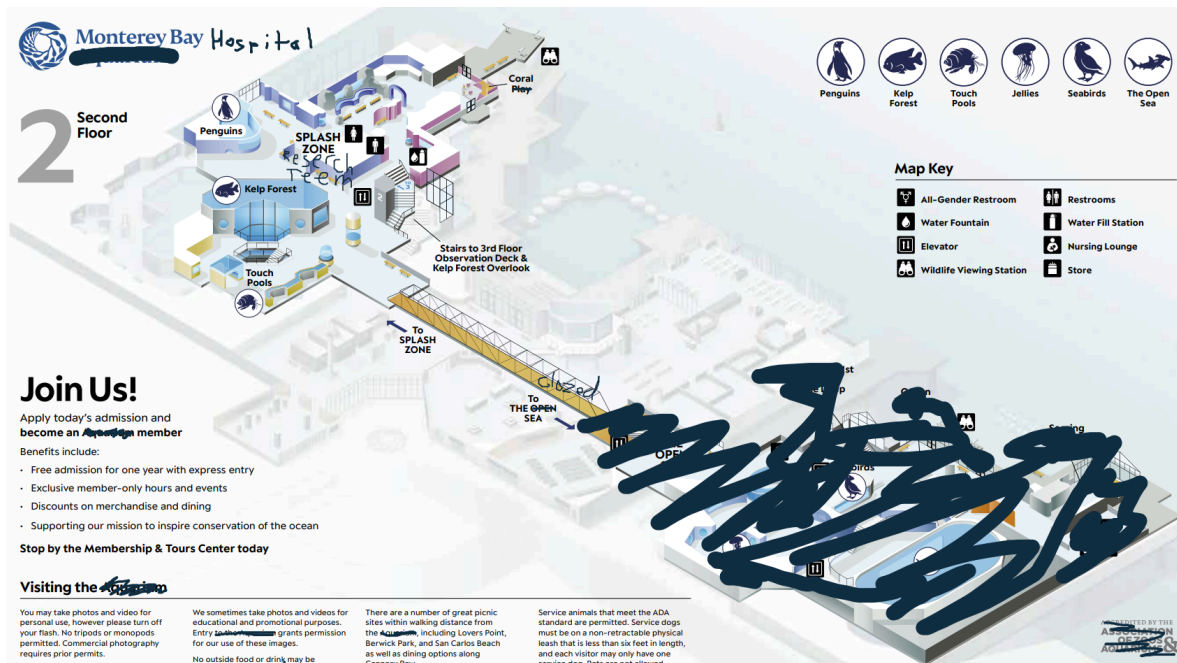 Monterey Bay Hospital
2 Second
Floor
Penguins
SPLASH
ZONE
Reserch
Teem
Coral
Play
Kelp Forest
Touch
Pools
Stairs to 3rd Floor
Observation Deck &
Kelp Forest Overlook
To
SPLASH
ZONE
Clozed
To
THE OPEN
SEA
Penguins
Kelp
Forest
Touch
Pools
Jellies
Seabirds
The Open
Sea
Map Key
All-Gender Restroom
Restrooms
Water Fountain
Water Fill Station
Elevator
Nursing Lounge
Wildlife Viewing Station
Store
Join Us!
Apply today's admission and
become an member
Benefits include:
· Free admission for one year with express entry
· Exclusive member-only hours and events
· Discounts on merchandise and dining
· Supporting our mission to inspire conservation of the ocean
Stop by the Membership & Tours Center today
Visiting the
You may take photos and video for
personal use, however please turn off
your flash. No tripods or monopods
permitted. Commercial photography
requires prior permits.
We sometimes take photos and videos for
educational and promotional purposes.
Entry grants permission
for our use of these images.
No outside food or drink may be
There are a number of great picnic
sites within walking distance from
the , including Lovers Point,
Berwick Park, and San Carlos Beach
as well as dining options along
Service animals that meet the ADA
standard are permitted. Service dogs
must be on a non-retractable physical
leash that is less than six feet in length,
and each visitor may only have one
ACCREDITED BY THE
ASSOCIATION
OF ZOOS
AQUARIUMS &